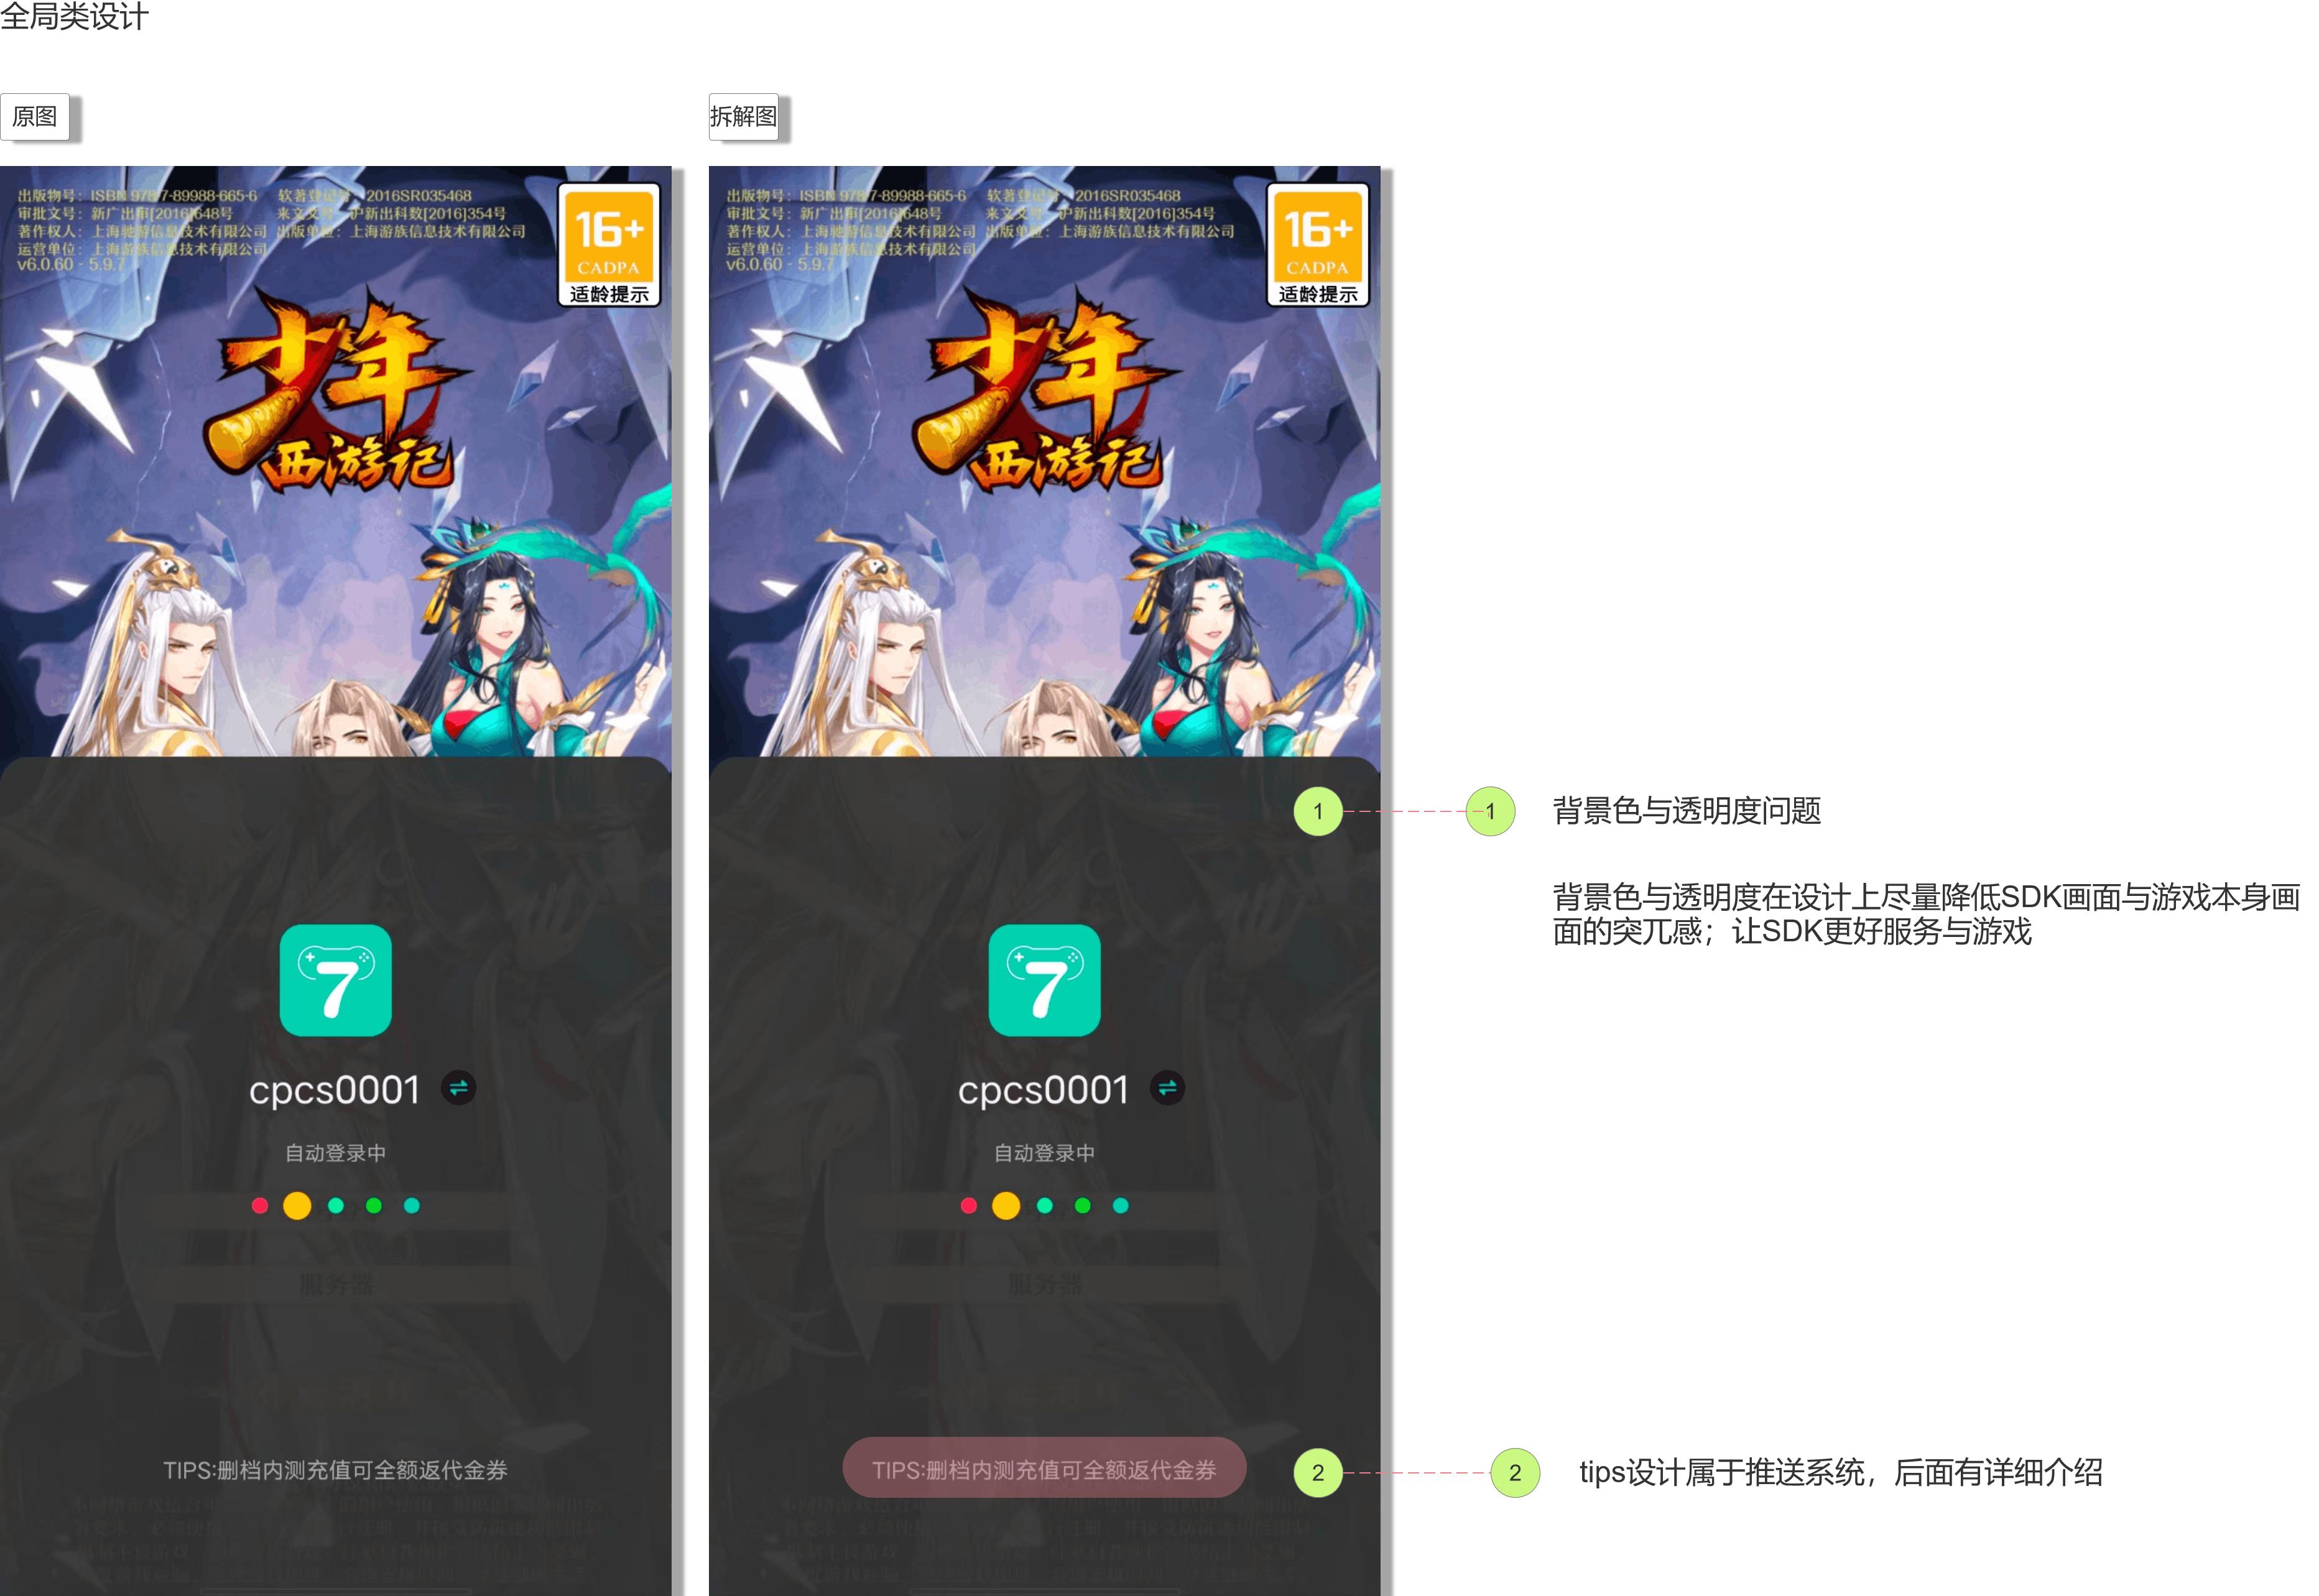 全局类设计
原图
拆解图
出版物号：ISBN 978-7-89988-665-6 软著登记号：2016SR035468
审批文号：新广出审[2016]648号 来文文号：沪新出科数[2016]354号
著作权人：上海驰游信息技术有限公司 出版单位：上海游族信息技术有限公司
运营单位：上海游族信息技术有限公司
v6.0.60 - 5.9.7
16+
CADPA
适龄提示
少年
西游记
7
cpcs0001
自动登录中
服务器
TIPS:删档内测充值可全额返代金券
出版物号：ISBN 978-7-89988-665-6 软著登记号：2016SR035468
审批文号：新广出审[2016]648号 来文文号：沪新出科数[2016]354号
著作权人：上海驰游信息技术有限公司 出版单位：上海游族信息技术有限公司
运营单位：上海游族信息技术有限公司
v6.0.60 - 5.9.7
16+
CADPA
适龄提示
少年
西游记
7
cpcs0001
自动登录中
服务器
TIPS:删档内测充值可全额返代金券
1
1
背景色与透明度问题
背景色与透明度在设计上尽量降低SDK画面与游戏本身画
面的突兀感；让SDK更好服务与游戏
2
2
tips设计属于推送系统，后面有详细介绍